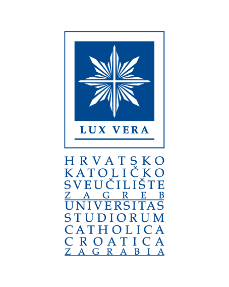 LUX VERA
HRVATSKO
KATOLIČKO
SVEUČILIŠTE
ZAGREB
UNIVERSITAS
STUDIORUM
CATHOLICA
CROATICA
ZAGRABIA